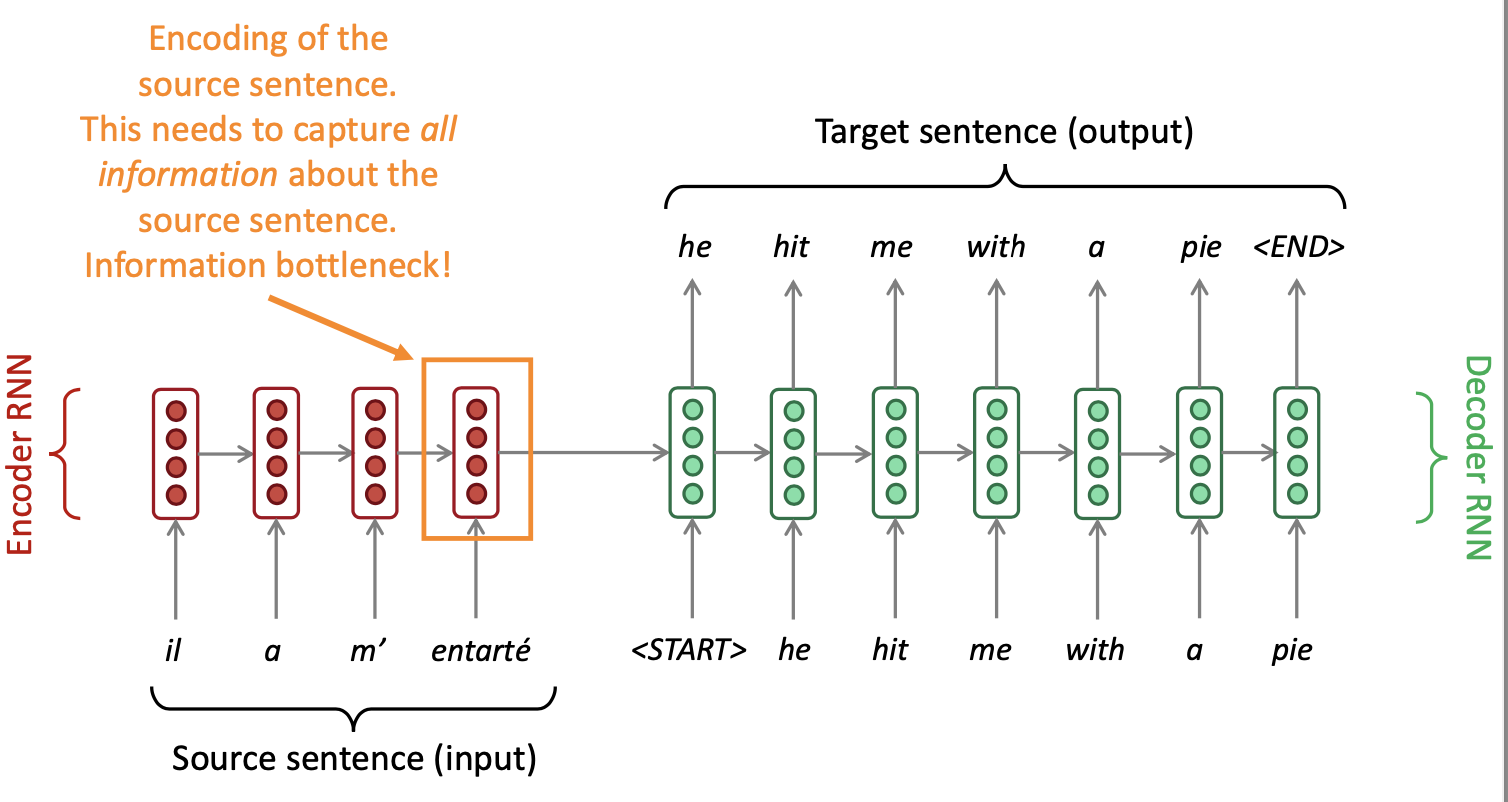 Encoding of the
source sentence.
This needs to capture all
information about the
source sentence.
Information bottleneck!
Target sentence (output)
he hit me with a pie <END>
Encoder RNN
Decoder RNN
il a m’ entarté <START> he hit me with a pie
Source sentence (input)